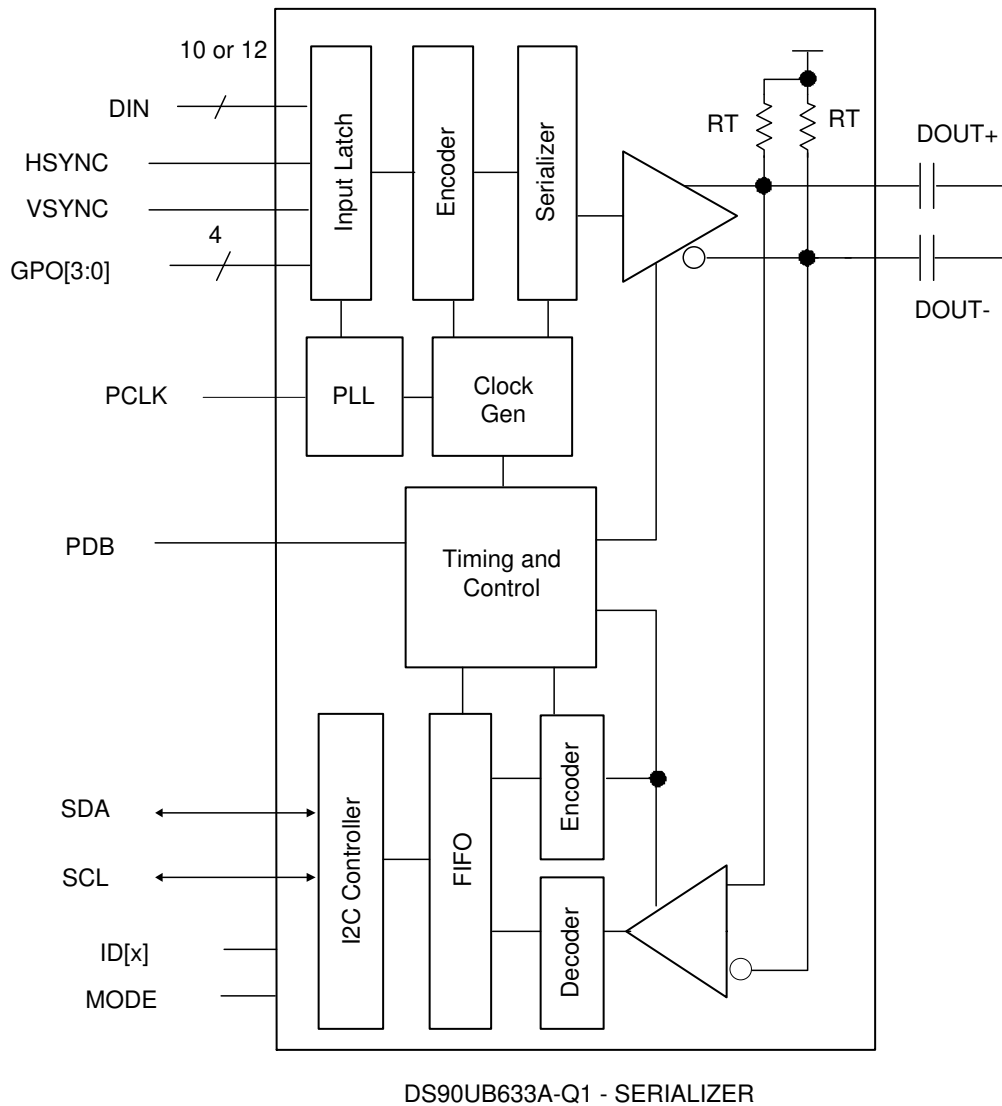 10 or 12
DIN
HSYNC
VSYNC
4
GPO[3:0]
Input Latch
Encoder
Serializer
RT
RT
DOUT+
DOUT-
PCLK
PLL
Clock
Gen
PDB
Timing and
Control
SDA
SCL
ID[x]
MODE
I2C Controller
FIFO
Encoder
Decoder
DS90UB633A-Q1 - SERIALIZER